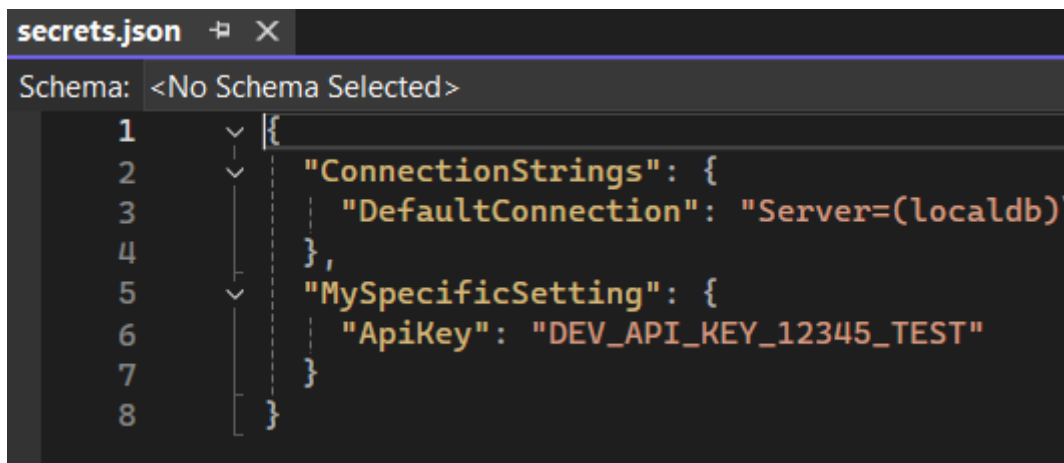 secrets.json
Schema: <No Schema Selected>
1 {
2 "ConnectionStrings": {
3 "DefaultConnection": "Server=(localdb)
4 },
5 "MySpecificSetting": {
6 "ApiKey": "DEV_API_KEY_12345_TEST"
7 }
8 }